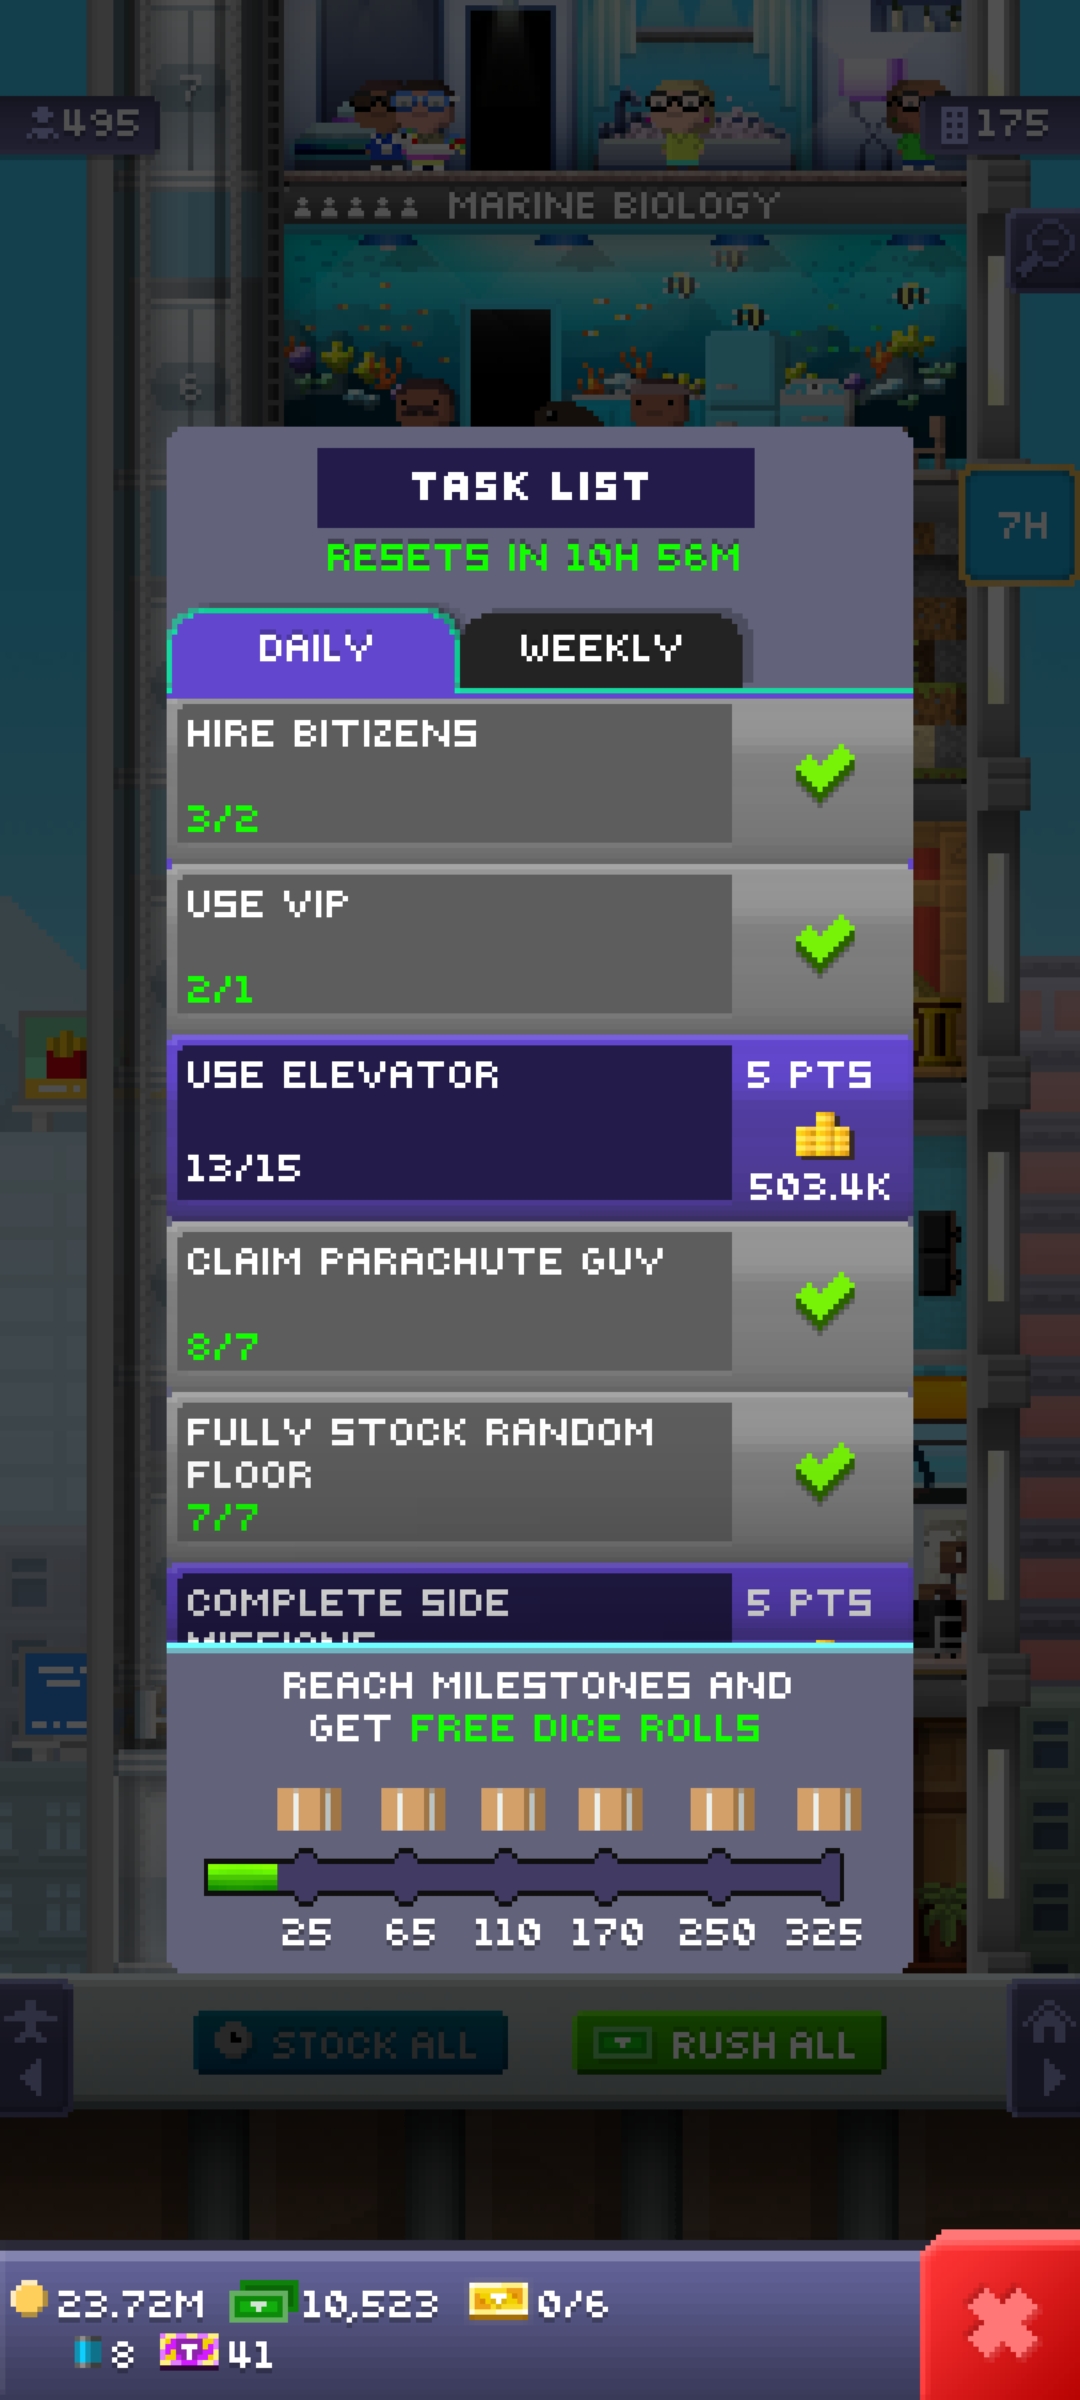 7
495
175
MARINE BIOLOGY
6
TASK LIST
RESETS IN 10H 56M
7H
DAILY
WEEKLY
HIRE BITIZENS
3/2
USE VIP
2/1
USE ELEVATOR
5 PTS
13/15
503.4K
CLAIM PARACHUTE GUY
8/7
FULLY STOCK RANDOM
FLOOR
7/7
COMPLETE SIDE
5 PTS
REACH MILESTONES AND
GET FREE DICE ROLLS
25 65 110 170 250 325
STOCK ALL
RUSH ALL
23.72M 10,523 0/6
8 41